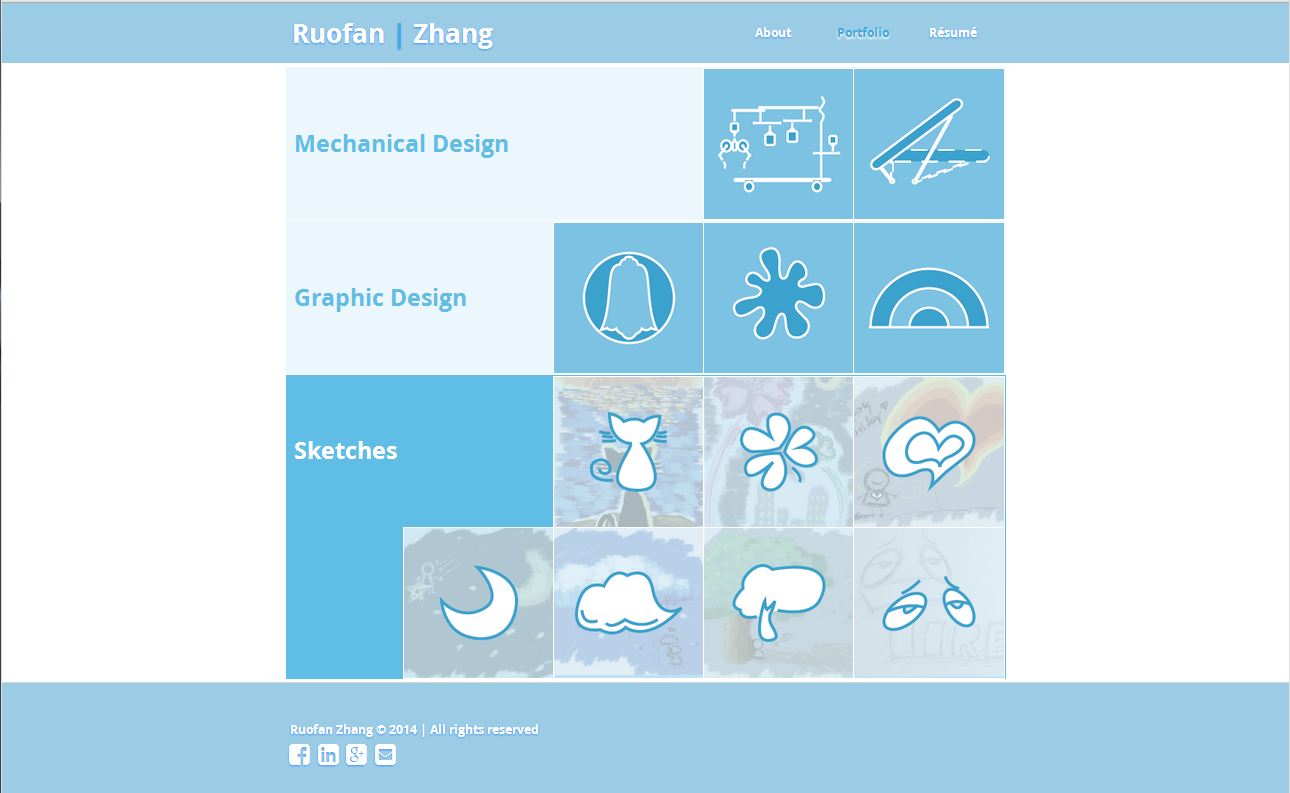 Ruofan | Zhang
About Portfolio Résumé
Mechanical Design
Graphic Design
Sketches
Ruofan Zhang © 2014 | All rights reserved